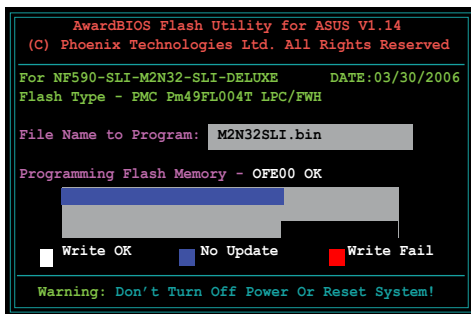 AwardBIOS Flash Utility for ASUS V1.14
(C) Phoenix Technologies Ltd. All Rights Reserved
For NF590-SLI-M2N32-SLI-DELUXE DATE:03/30/2006
Flash Type - PMC Pm49FL004T LPC/FWH
File Name to Program: M2N32SLI.bin
Programming Flash Memory - OFE00 OK
Write OK No Update Write Fail
Warning: Don't Turn Off Power Or Reset System!